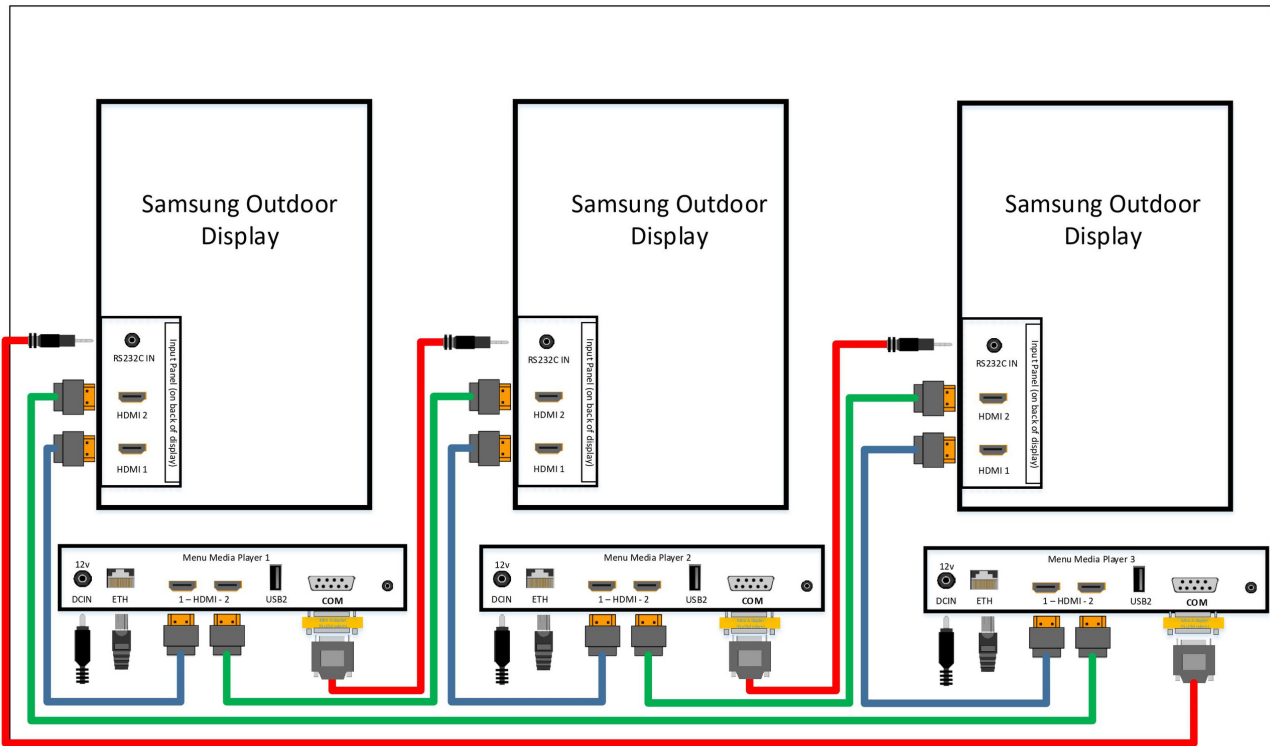 Samsung Outdoor
Display
RS232C IN
HDMI 2
HDMI 1
Input Panel (on back of display)
Samsung Outdoor
Display
RS232C IN
HDMI 2
HDMI 1
Input Panel (on back of display)
Samsung Outdoor
Display
RS232C IN
HDMI 2
HDMI 1
Input Panel (on back of display)
Menu Media Player 1
12v
DCIN
ETH
1 – HDMI - 2
USB2
COM
Menu Media Player 2
12v
DCIN
ETH
1 – HDMI - 2
USB2
COM
Menu Media Player 3
12v
DCIN
ETH
1 – HDMI - 2
USB2
COM